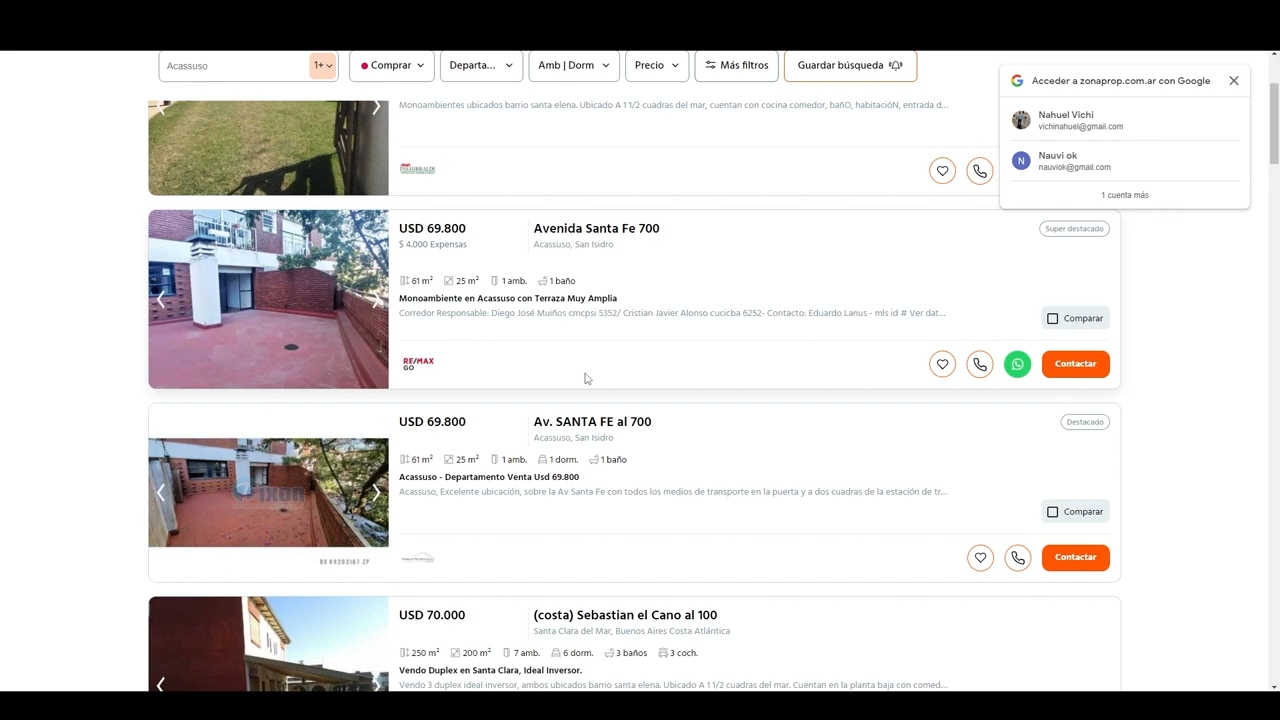 Acassuso
1+
Comprar
Departa...
Amb | Dorm
Precio
Más filtros
Guardar búsqueda
Acceder a zonaprop.com.ar con Google
Nahuel Vichi
vichinahuel@gmail.com
N
Nauvi ok
nauviok@gmail.com
1 cuenta más
Monoambientes ubicados barrio santa elena. Ubicado A 1 1/2 cuadras del mar, cuentan con cocina comedor, bañO, habitacióN, entrada d...
USD 69.800
Avenida Santa Fe 700
Super destacado
$ 4.000 Expensas
Acassuso, San Isidro
61 m² 25 m² 1 amb. 1 baño
Monoambiente en Acassuso con Terraza Muy Amplia
Corredor Responsable: Diego José Muiños cmcpsi 5352/ Cristian Javier Alonso cucicba 6252- Contacto: Eduardo Lanus - mls id # Ver dat...
Comparar
RE/MAX
GO
Contactar
USD 69.800
Av. SANTA FE al 700
Destacado
Acassuso, San Isidro
61 m² 25 m² 1 amb. 1 dorm. 1 baño
Acassuso - Departamento Venta Usd 69.800
Acassuso, Excelente ubicación, sobre la Av Santa Fe con todos los medios de transporte en la puerta y a dos cuadras de la estación de tr...
Comparar
Contactar
USD 70.000
(costa) Sebastian el Cano al 100
Santa Clara del Mar, Buenos Aires Costa Atlántica
250 m² 200 m² 7 amb. 6 dorm. 3 baños 3 coch.
Vendo Duplex en Santa Clara, Ideal Inversor.
Vendo 3 duplex ideal inversor, ambos ubicados barrio santa elena. Ubicado A 1 1/2 cuadras del mar. Cuentan en la planta baja con comed...